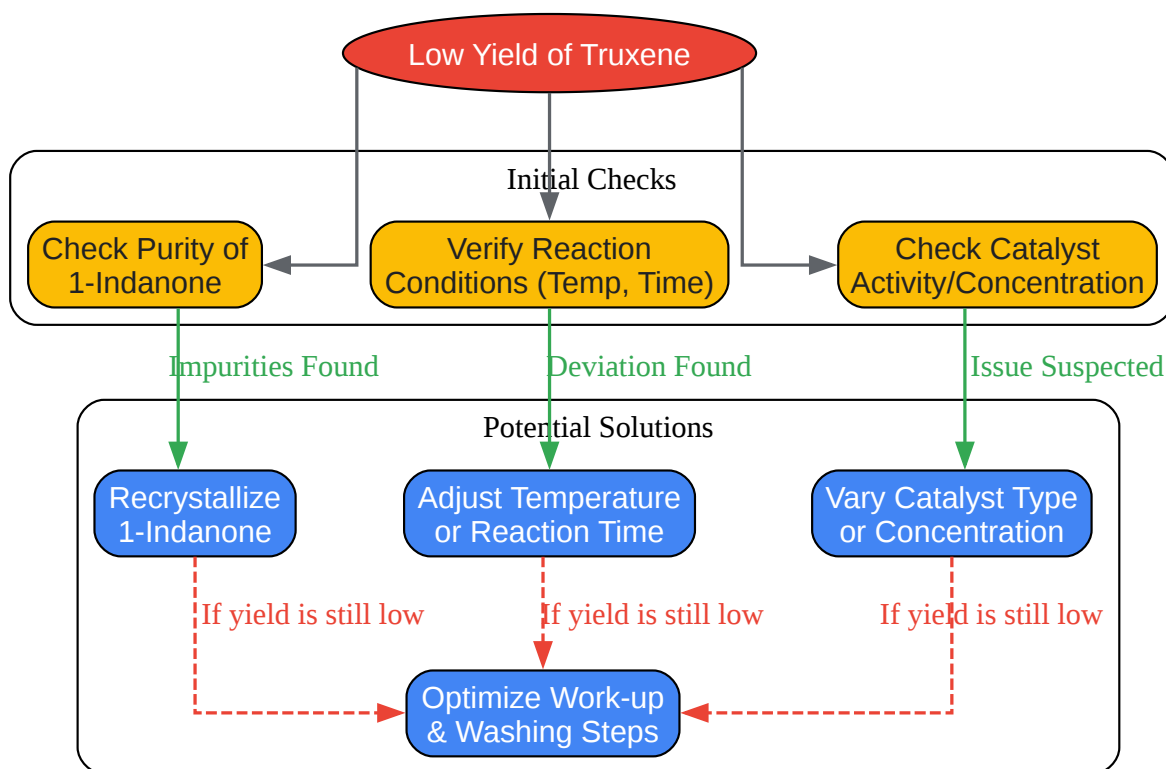 Low Yield of Truxene
Initial Checks
Check Purity of
1-Indanone
Verify Reaction
Conditions (Temp, Time)
Check Catalyst
Activity/Concentration
Impurities Found
Deviation Found
Issue Suspected
Potential Solutions
Recrystallize
1-Indanone
Adjust Temperature
or Reaction Time
Vary Catalyst Type
or Concentration
If yield is still low
If yield is still low
If yield is still low
Optimize Work-up
& Washing Steps